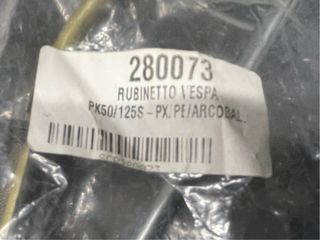 280073
RUBINETTO VESPA
PK50/125S-PX/PE/ARCOBAL.